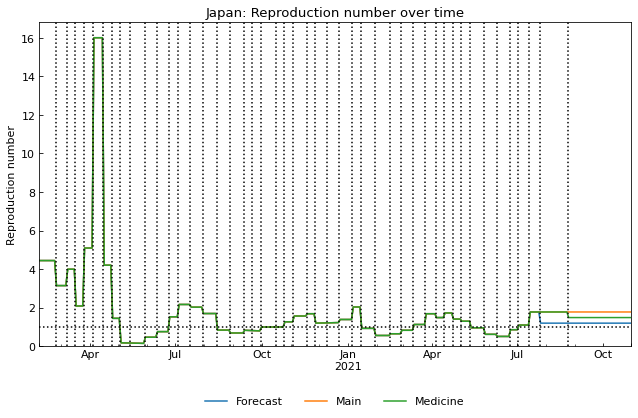 Japan: Reproduction number over time
Reproduction number
16
14
12
10
8
6
4
2
0
Apr Jul Oct Jan Apr Jul Oct
2021
Forecast Main Medicine